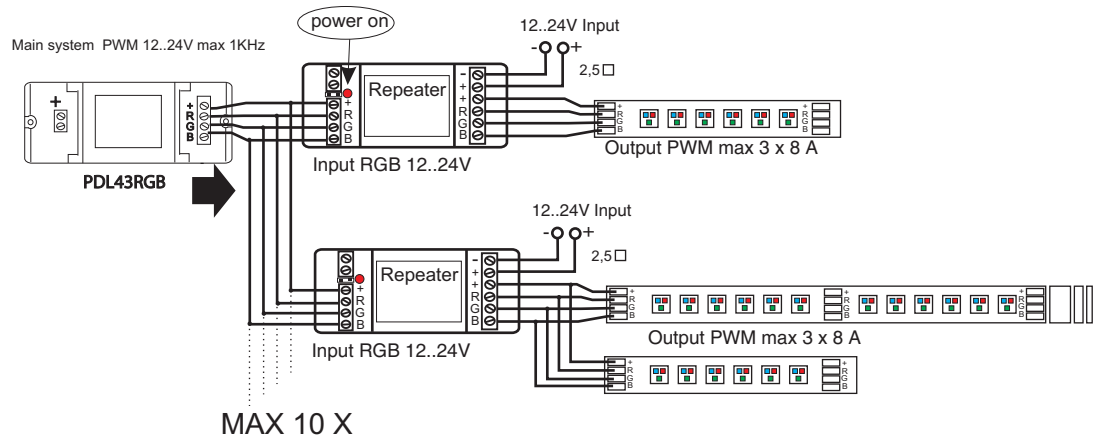 power on
12..24V Input
Main system PWM 12..24V max 1KHz
- +
2,5□
+
+
R
G
B
Repeater
+
R
G
B
-
+
R
G
B
+
R
G
B
+
R
G
B
PDL43RGB
Input RGB 12..24V
Output PWM max 3 x 8 A
12..24V Input
- +
2,5□
Repeater
+
R
G
B
-
+
R
G
B
+
R
G
B
+
R
G
B
+
R
G
B
Input RGB 12..24V
Output PWM max 3 x 8 A
+
R
G
B
+
R
G
B
MAX 10 X